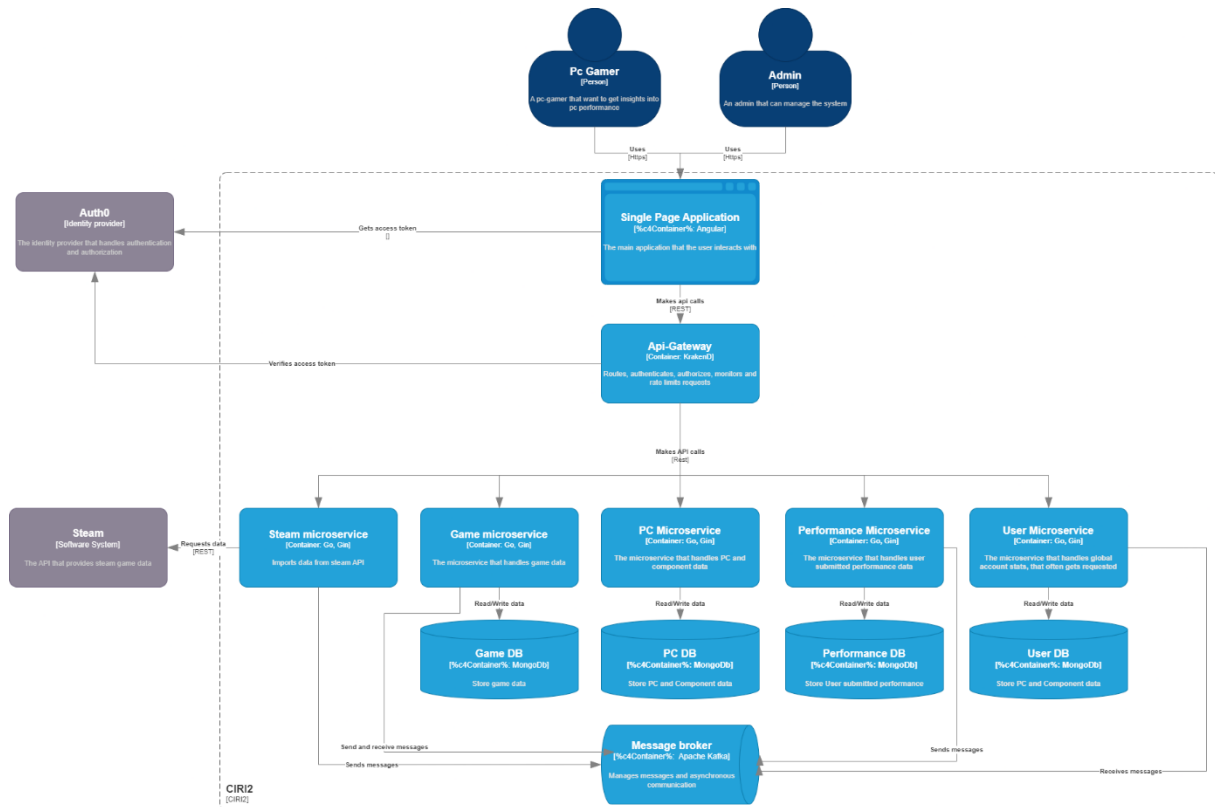 Pc Gamer
[Person]
A pc-gamer that want to get insights into
pc performance
Admin
[Person]
An admin that can manage the system
Uses
[Https]
Uses
[Https]
Auth0
[Identity provider]
The identity provider that handles authentication
and authorization
Gets access token
[]
Single Page Application
[%c4Container%: Angular]
The main application that the user interacts with
Makes api calls
[REST]
Verifies access token
Api-Gateway
[Container: KrakenD]
Routes, authenticates, authorizes, monitors and
rate limits requests
Makes API calls
[Rest]
Steam
[Software System]
The API that provides steam game data
Requests data
[REST]
Steam microservice
[Container: Go, Gin]
Imports data from steam API
Game microservice
[Container: Go, Gin]
The microservice that handles game data
PC Microservice
[Container: Go, Gin]
The microservice that handles PC and
component data
Performance Microservice
[Container: Go, Gin]
The microservice that handles user
submitted performance data
User Microservice
[Container: Go, Gin]
The microservice that handles global
account stats, that often gets requested
Read/Write data
Read/Write data
Read/Write data
Read/Write data
Game DB
[%c4Container%: MongoDb]
Store game data
PC DB
[%c4Container%: MongoDb]
Store PC and Component data
Performance DB
[%c4Container%: MongoDb]
Store User submitted performance
User DB
[%c4Container%: MongoDb]
Store PC and Component data
Send and receive messages
Sends messages
Message broker
[%c4Container%: Apache Kafka]
Manages messages and asynchronous
communication
Sends messages
Receives messages
CIRI2
[CIRI2]